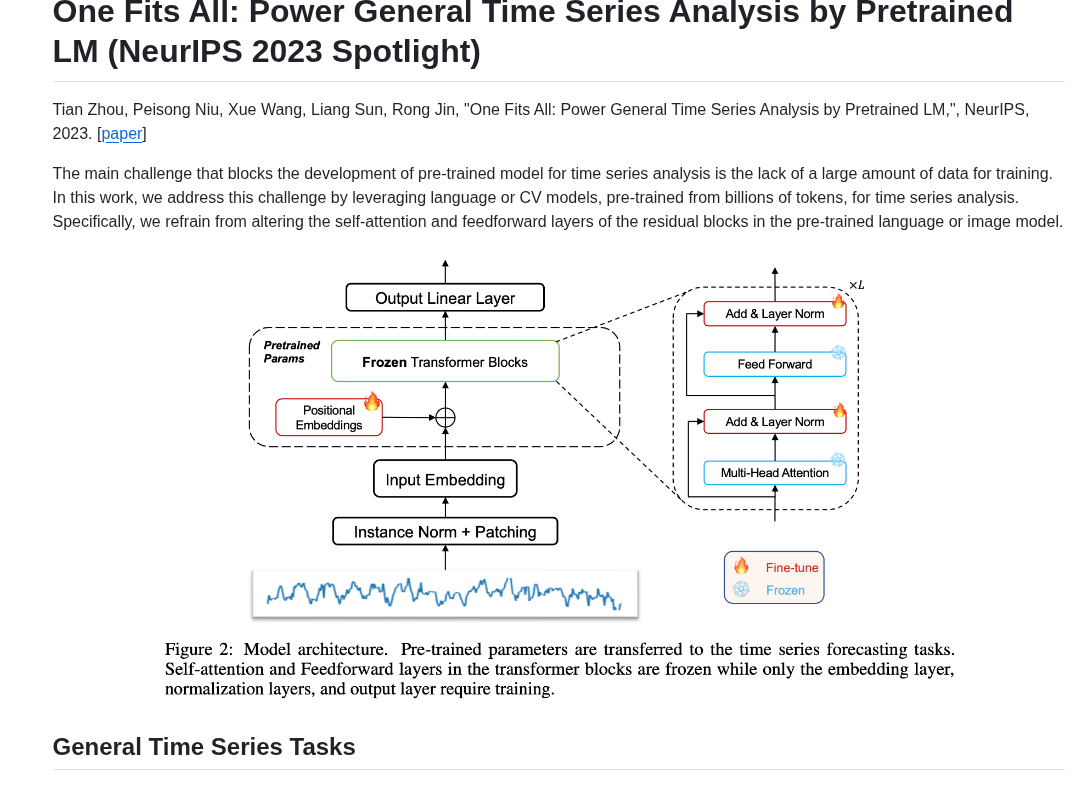 One Fits All: Power General Time Series Analysis by Pretrained
LM (NeurIPS 2023 Spotlight)
Tian Zhou, Peisong Niu, Xue Wang, Liang Sun, Rong Jin, "One Fits All: Power General Time Series Analysis by Pretrained LM,", NeurIPS,
2023. [paper]
The main challenge that blocks the development of pre-trained model for time series analysis is the lack of a large amount of data for training.
In this work, we address this challenge by leveraging language or CV models, pre-trained from billions of tokens, for time series analysis.
Specifically, we refrain from altering the self-attention and feedforward layers of the residual blocks in the pre-trained language or image model.
Output Linear Layer
Pretrained
Params
Frozen Transformer Blocks
Positional
Embeddings
Input Embedding
Instance Norm + Patching
×L
Add & Layer Norm
Feed Forward
Add & Layer Norm
Multi-Head Attention
Fine-tune
Frozen
Figure 2: Model architecture. Pre-trained parameters are transferred to the time series forecasting tasks.
Self-attention and Feedforward layers in the transformer blocks are frozen while only the embedding layer,
normalization layers, and output layer require training.
General Time Series Tasks